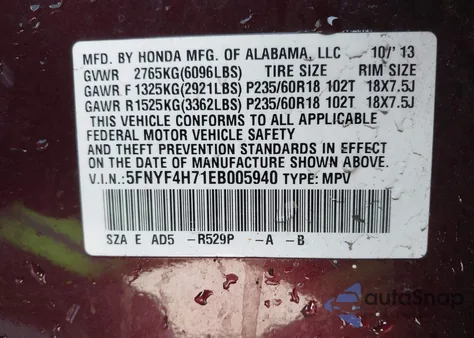 MFD. BY HONDA MFG. OF ALABAMA, LLC 10/'13
GVWR 2765KG(6096LBS) TIRE SIZE RIM SIZE
GAWR F 1325KG(2921LBS) P235/60R18 102T 18X7.5J
GAWR R1525KG(3362LBS) P235/60R18 102T 18X7.5J
THIS VEHICLE CONFORMS TO ALL APPLICABLE
FEDERAL MOTOR VEHICLE SAFETY
AND THEFT PREVENTION STANDARDS IN EFFECT
ON THE DATE OF MANUFACTURE SHOWN ABOVE.
V.I.N.:5FNYF4H71EB005940 TYPE: MPV
SZA E AD5 -R529P -A -B
autoSnap